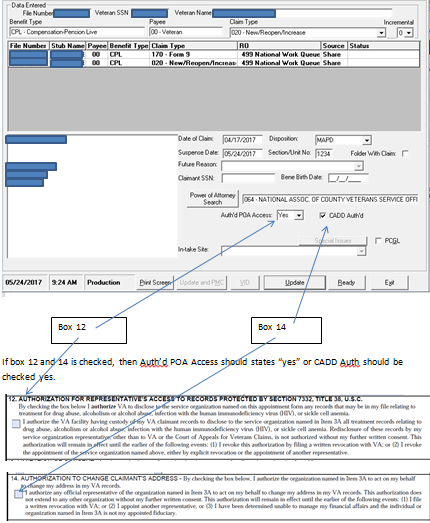 Data Entered
File Number Veteran SSN Veteran Name
Benefit Type Payee Claim Type Incremental
CPL - Compensation-Pension Live 00 - Veteran 020 - New/Reopen/Increase 0
File Number Stub Name Payee Benefit Type Claim Type RO Source Status
00 CPL 170 - Form 9 499 National Work Queue Share
00 CPL 020 - New/Reopen/Increas 499 National Work Queue Share
Date of Claim: 04/17/2017 Disposition: MAPD
Suspense Date: 05/24/2017 Section/Unit No: 1234 Folder With Claim:
Future Reason:
Claimant SSN: Bene Birth Date: __/__/____
Power of Attorney Search 064 - NATIONAL ASSOC. OF COUNTY VETERANS SERVICE OFFI
Auth'd POA Access: Yes CADD Auth'd
Special Issues PCGL
In-take Site:
05/24/2017 9:24 AM Production Print Screen Update and PMC VID Update Ready Exit
Box 12 Box 14
If box 12 and 14 is checked, then Auth'd POA Access should states "yes" or CADD Auth should be
checked yes.
12. AUTHORIZATION FOR REPRESENTATIVE'S ACCESS TO RECORDS PROTECTED BY SECTION 7332, TITLE 38, U.S.C.
By checking the box below I authorize VA to disclose to the service organization named on this appointment form any records that may be in my file relating to
treatment for drug abuse, alcoholism or alcohol abuse, infection with the human immunodeficiency virus (HIV), or sickle cell anemia.
I authorize the VA facility having custody of my VA claimant records to disclose to the service organization named in Item 3A all treatment records relating to
drug abuse, alcoholism or alcohol abuse, infection with the human immunodeficiency virus (HIV), or sickle cell anemia. Redisclosure of these records by my
service organization representative, other than to VA or the Court of Appeals for Veterans Claims, is not authorized without my further written consent. This
authorization will remain in effect until the earlier of the following events: (1) I revoke this authorization by filing a written revocation with VA; or (2) I revoke
the appointment of the service organization named above, either by explicit revocation or the appointment of another representative.
14. AUTHORIZATION TO CHANGE CLAIMANT'S ADDRESS - By checking the box below, I authorize the organization named in Item 3A to act on my behalf
to change my address in my VA records.
I authorize any official representative of the organization named in Item 3A to act on my behalf to change my address in my VA records. This authorization does
not extend to any other organization without my further written consent. This authorization will remain in effect until the earlier of the following events: (1) I file
a written revocation with VA; or (2) I appoint another representative, or (3) I have been determined unable to manage my financial affairs and the individual or
organization named in Item 3A is not my appointed fiduciary.